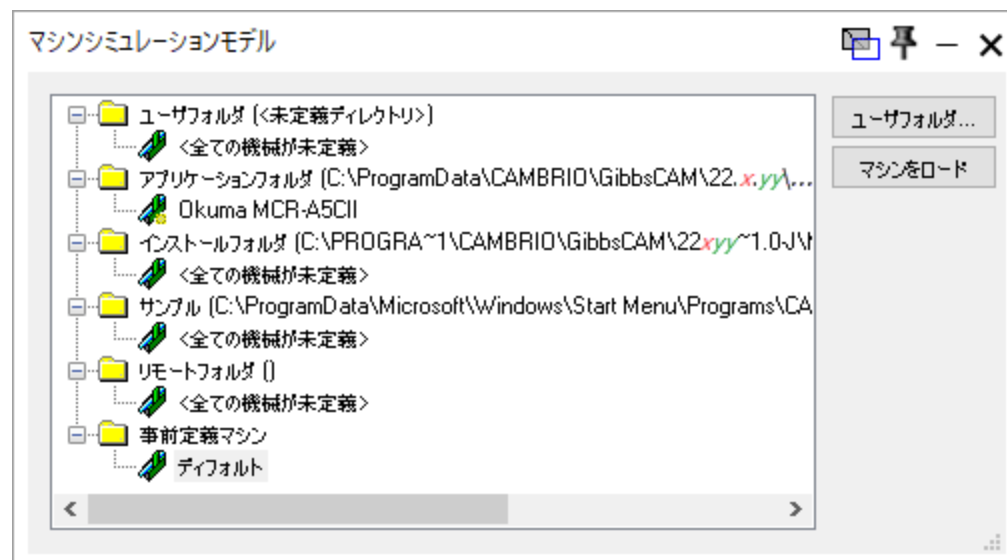 マシンシミュレーションモデル
ユーザフォルダ (<未定義ディレクトリ>)
<全ての機械が未定義>
アプリケーションフォルダ (C:\ProgramData\CAMBRIO\GibbsCAM\22.x.yy\...
Okuma MCR-A5CII
インストールフォルダ (C:\PROGRA~1\CAMBRIO\GibbsCAM\22xyy~1.0-J\
<全ての機械が未定義>
サンプル (C:\ProgramData\Microsoft\Windows\Start Menu\Programs\CA
<全ての機械が未定義>
リモートフォルダ ()
<全ての機械が未定義>
事前定義マシン
ディフォルト
ユーザフォルダ...
マシンをロード